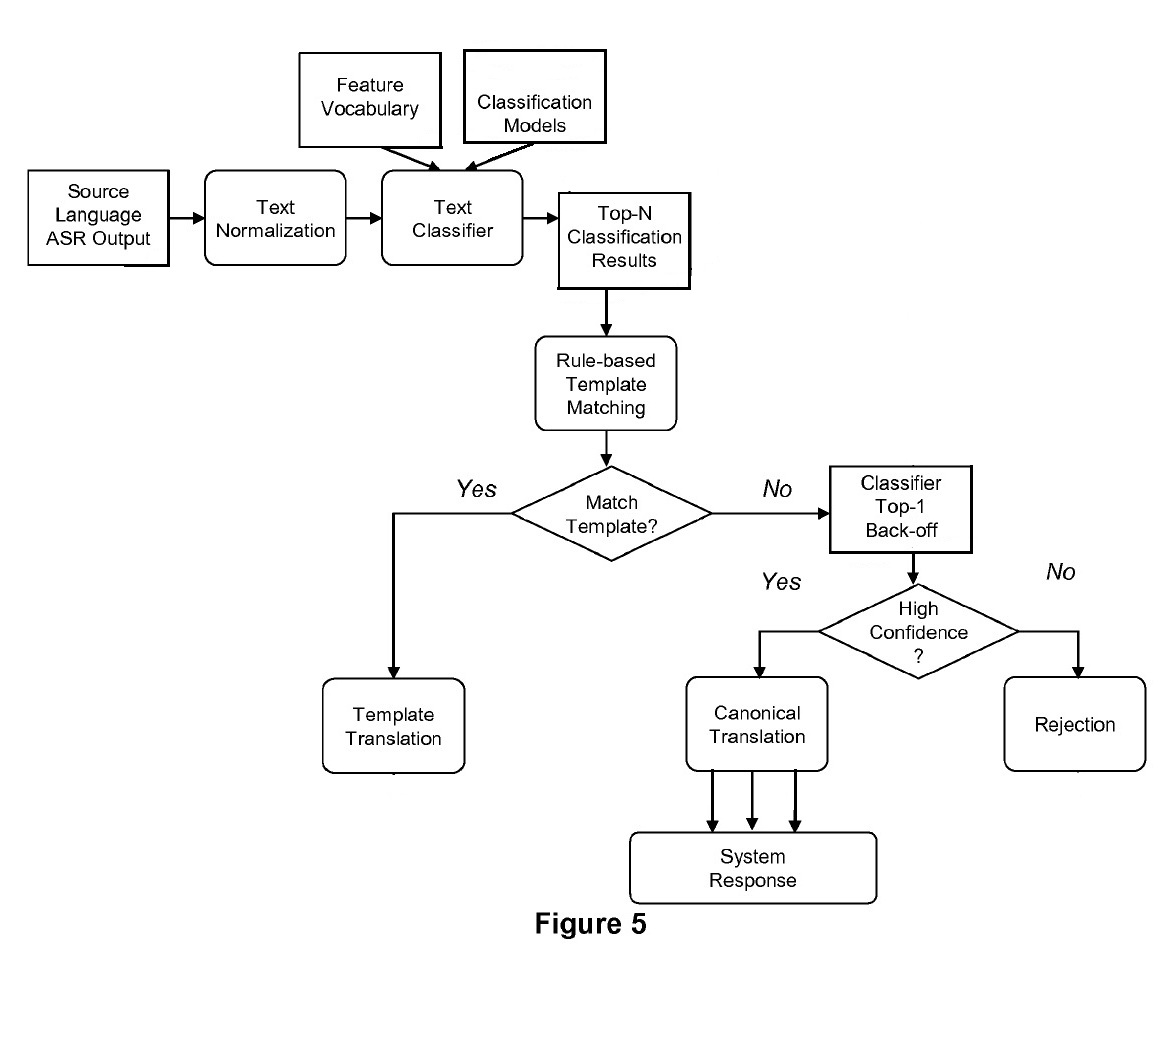 Feature
Vocabulary
Classification
Models
Source
Language
ASR Output
Text
Normalization
Text
Classifier
Top-N
Classification
Results
Rule-based
Template
Matching
Yes
Match
Template?
No
Classifier
Top-1
Back-off
Yes
High
Confidence
?
No
Template
Translation
Canonical
Translation
Rejection
System
Response
Figure 5